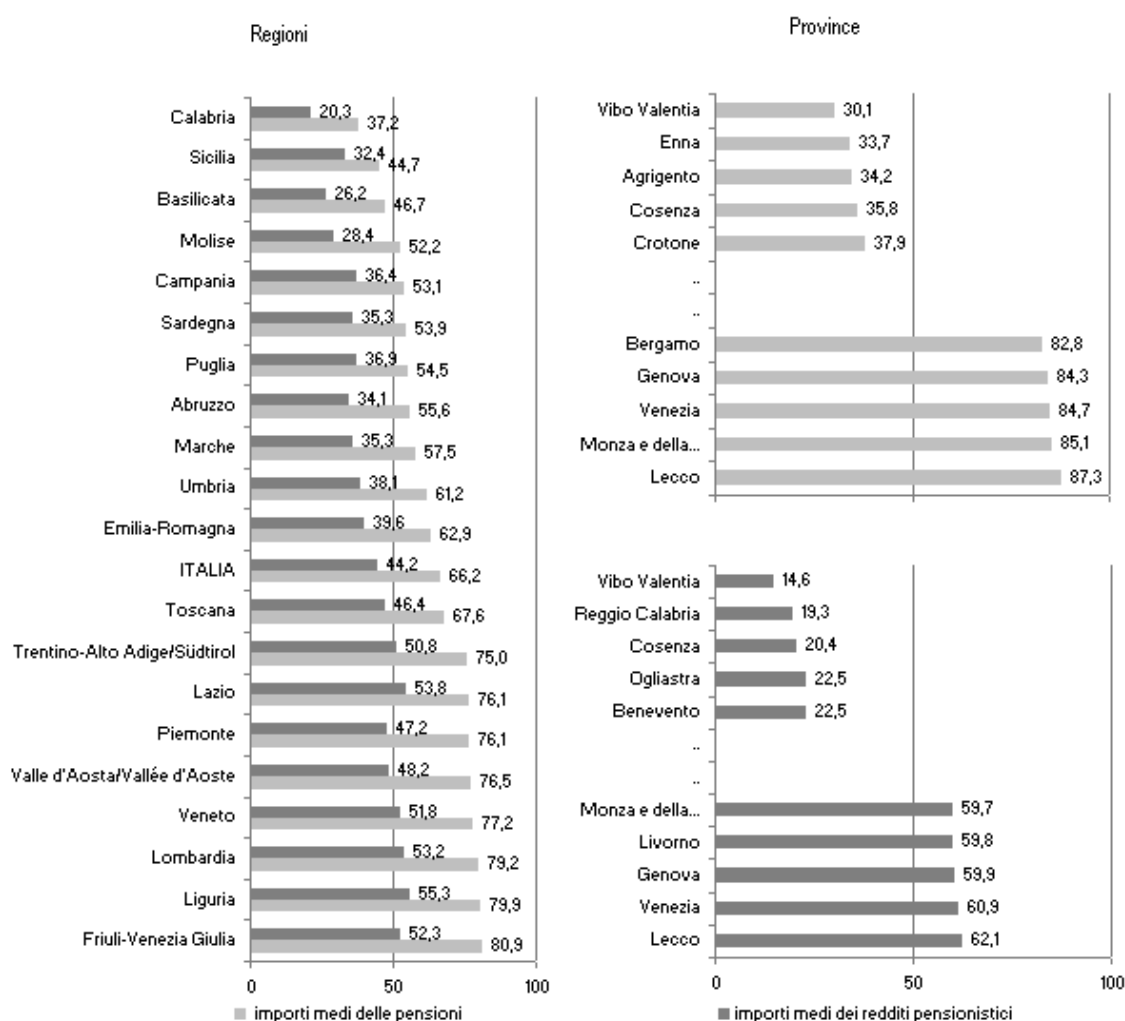 Regioni
Calabria 20,3 37,2
Sicilia 32,4 44,7
Basilicata 26,2 46,7
Molise 28,4 52,2
Campania 36,4 53,1
Sardegna 35,3 53,9
Puglia 36,9 54,5
Abruzzo 34,1 55,6
Marche 35,3 57,5
Umbria 38,1 61,2
Emilia-Romagna 39,6 62,9
ITALIA 44,2 66,2
Toscana 46,4 67,6
Trentino-Alto Adige/Südtirol 50,8 75,0
Lazio 53,8 76,1
Piemonte 47,2 76,1
Valle d'Aosta/Vallée d'Aoste 48,2 76,5
Veneto 51,8 77,2
Lombardia 53,2 79,2
Liguria 55,3 79,9
Friuli-Venezia Giulia 52,3 80,9
0 50 100
importi medi delle pensioni
Province
Vibo Valentia 30,1
Enna 33,7
Agrigento 34,2
Cosenza 35,8
Crotone 37,9
..
..
Bergamo 82,8
Genova 84,3
Venezia 84,7
Monza e della... 85,1
Lecco 87,3
Vibo Valentia 14,6
Reggio Calabria 19,3
Cosenza 20,4
Ogliastra 22,5
Benevento 22,5
..
..
Monza e della... 59,7
Livorno 59,8
Genova 59,9
Venezia 60,9
Lecco 62,1
0 50 100
importi medi dei redditi pensionistici